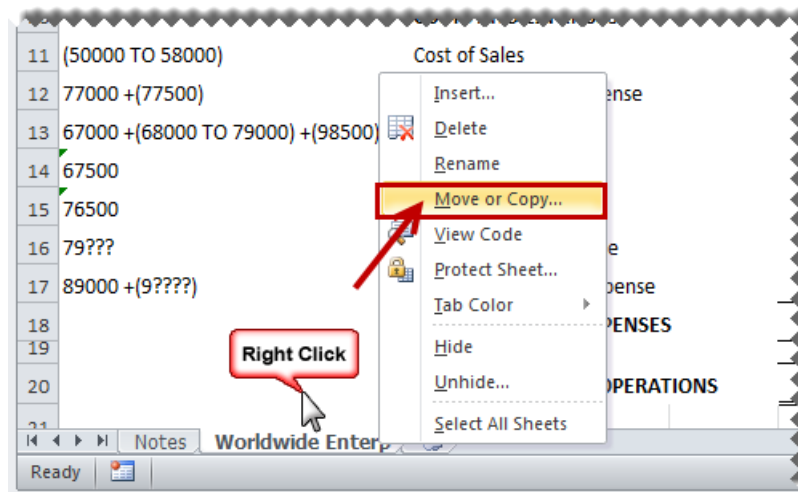 11 (50000 TO 58000) Cost of Sales
12 77000 +(77500) ense
13 67000 +(68000 TO 79000) +(98500)
14 67500
15 76500
16 79??? e
17 89000 +(9????) pense
18 PENSES
19
20 OPERATIONS
21
Insert...
Delete
Rename
Move or Copy...
View Code
Protect Sheet...
Tab Color
Hide
Unhide...
Select All Sheets
Right Click
Notes Worldwide Enterp
Ready